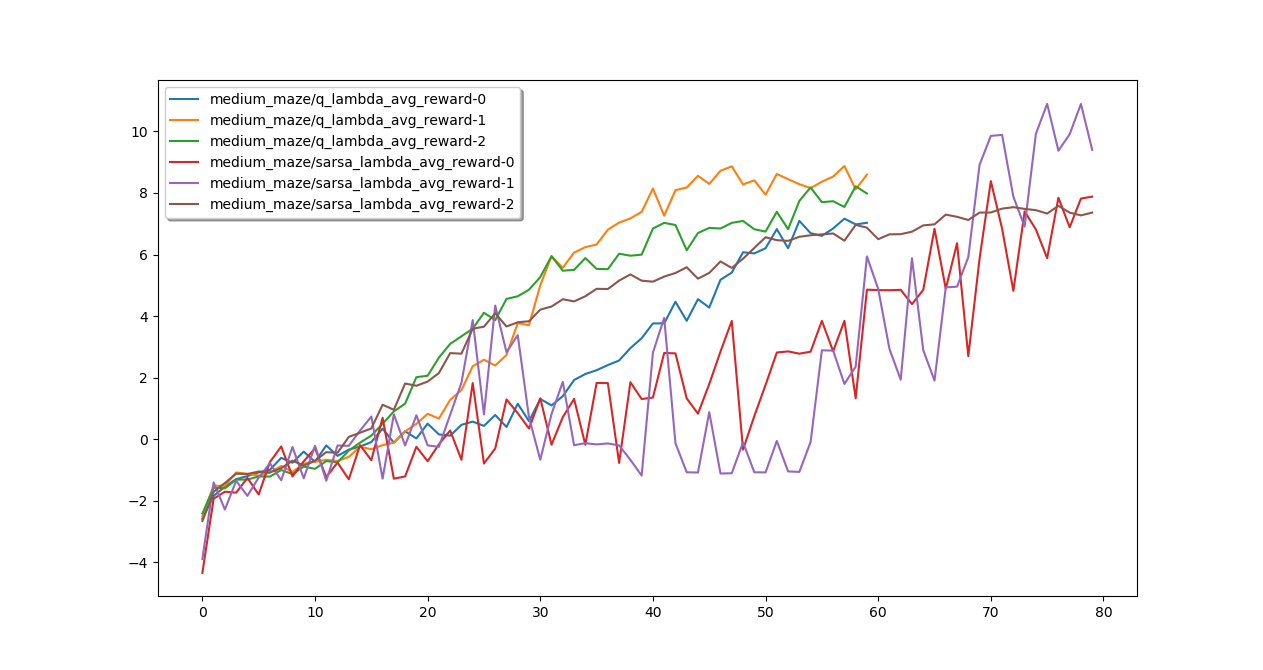 medium_maze/q_lambda_avg_reward-0
medium_maze/q_lambda_avg_reward-1
medium_maze/q_lambda_avg_reward-2
medium_maze/sarsa_lambda_avg_reward-0
medium_maze/sarsa_lambda_avg_reward-1
medium_maze/sarsa_lambda_avg_reward-2
10
8
6
4
2
0
−2
−4
0 10 20 30 40 50 60 70 80